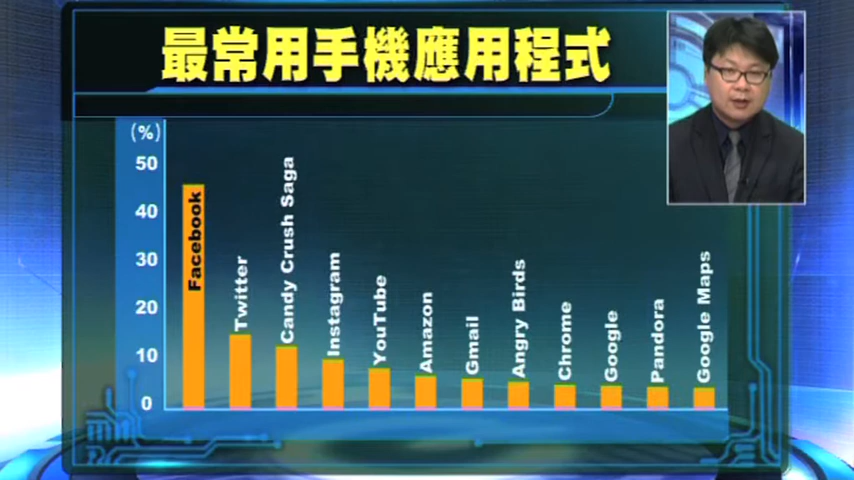 最常用手機應用程式
(%)
50
40
30
20
10
0
Facebook
Twitter
Candy Crush Saga
Instagram
YouTube
Amazon
Gmail
Angry Birds
Chrome
Google
Pandora
Google Maps